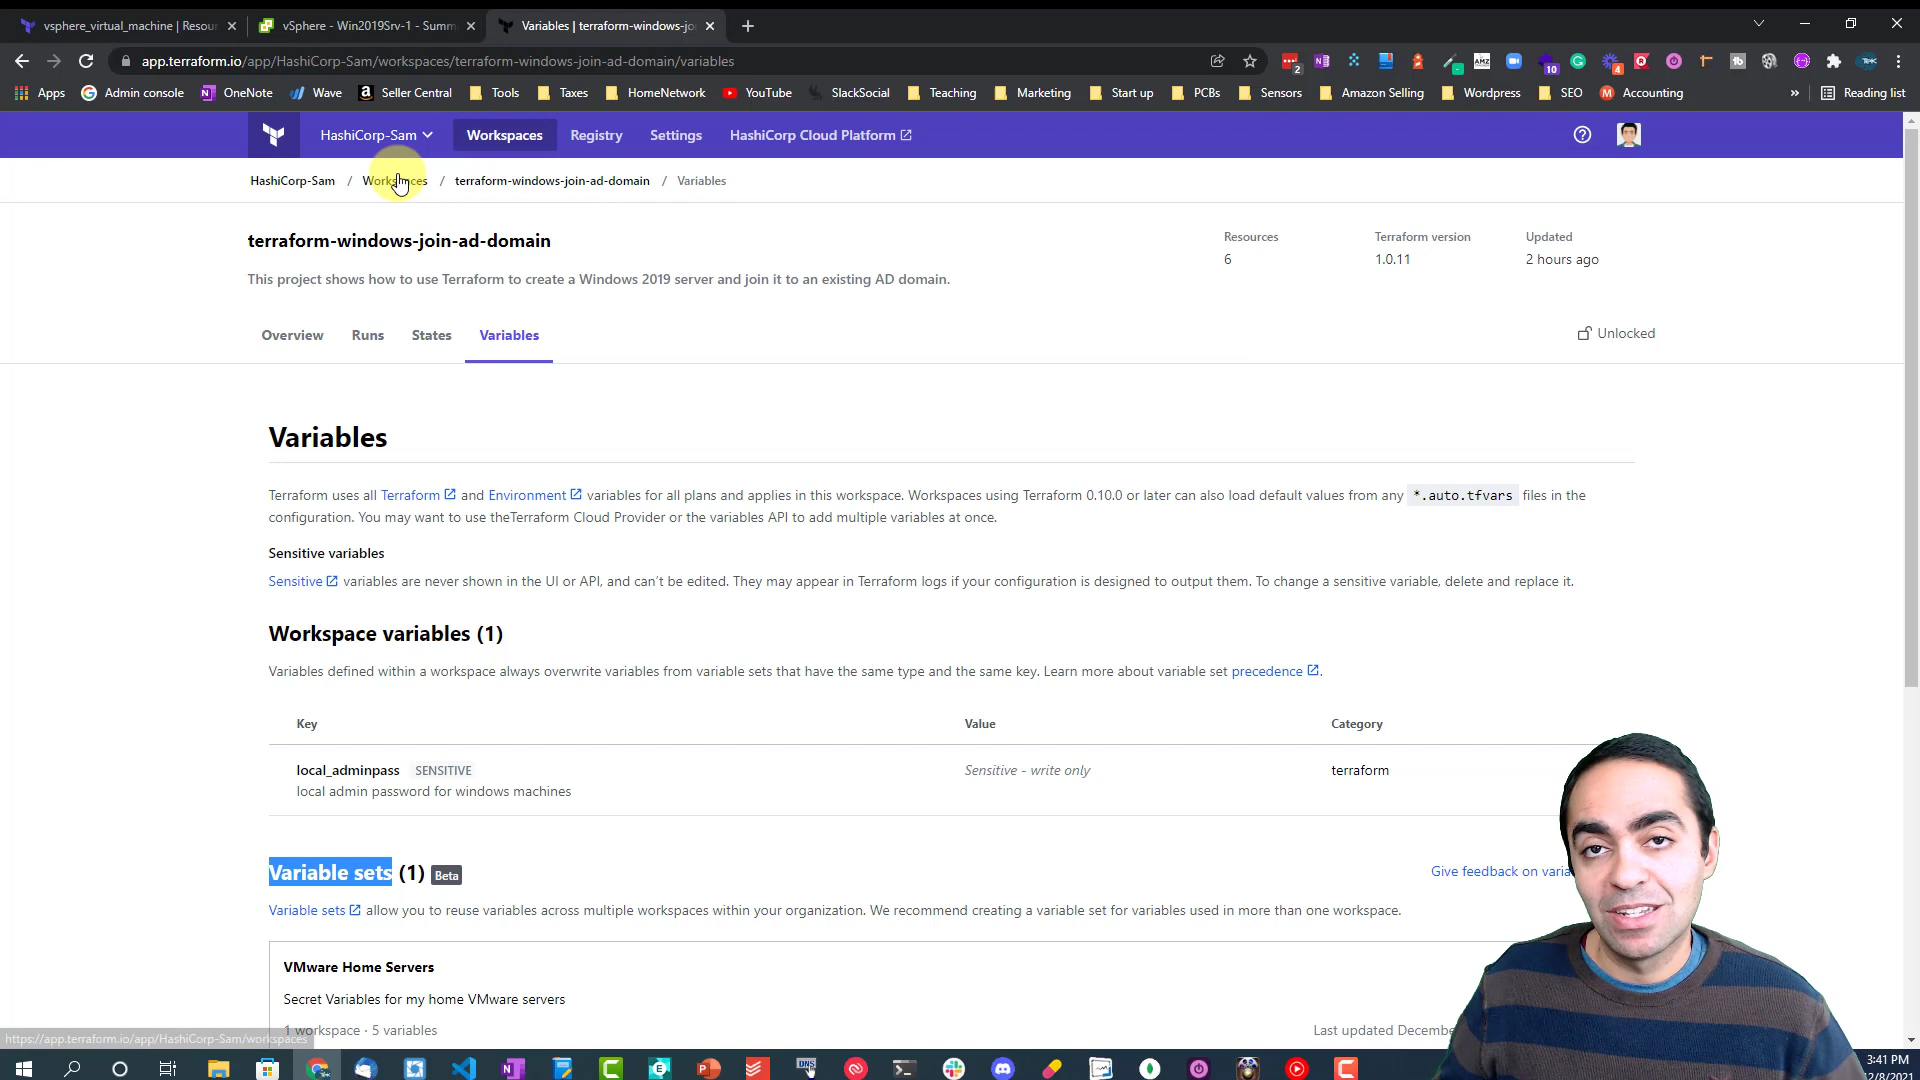 vsphere_virtual_machine | Resou
vSphere - Win2019Srv-1 - Summ
Variables | terraform-windows-jo
app.terraform.io/app/HashiCorp-Sam/workspaces/terraform-windows-join-ad-domain/variables
Apps
Admin console
OneNote
Wave
Seller Central
Tools
Taxes
HomeNetwork
YouTube
SlackSocial
Teaching
Marketing
Start up
PCBs
Sensors
Amazon Selling
Wordpress
SEO
Accounting
»
Reading list
HashiCorp-Sam
Workspaces
Registry
Settings
HashiCorp Cloud Platform
HashiCorp-Sam / Workspaces / terraform-windows-join-ad-domain / Variables
terraform-windows-join-ad-domain
This project shows how to use Terraform to create a Windows 2019 server and join it to an existing AD domain.
Resources
6
Terraform version
1.0.11
Updated
2 hours ago
Overview
Runs
States
Variables
Unlocked
Variables
Terraform uses all Terraform and Environment variables for all plans and applies in this workspace. Workspaces using Terraform 0.10.0 or later can also load default values from any *.auto.tfvars files in the
configuration. You may want to use theTerraform Cloud Provider or the variables API to add multiple variables at once.
Sensitive variables
Sensitive variables are never shown in the UI or API, and can't be edited. They may appear in Terraform logs if your configuration is designed to output them. To change a sensitive variable, delete and replace it.
Workspace variables (1)
Variables defined within a workspace always overwrite variables from variable sets that have the same type and the same key. Learn more about variable set precedence.
Key
Value
Category
local_adminpass SENSITIVE
Sensitive - write only
terraform
local admin password for windows machines
Variable sets (1) Beta
Give feedback on varia
Variable sets allow you to reuse variables across multiple workspaces within your organization. We recommend creating a variable set for variables used in more than one workspace.
VMware Home Servers
Secret Variables for my home VMware servers
1 workspace · 5 variables
Last updated Decembe
https://app.terraform.io/app/HashiCorp-Sam/workspaces
3:41 PM
12/8/2021